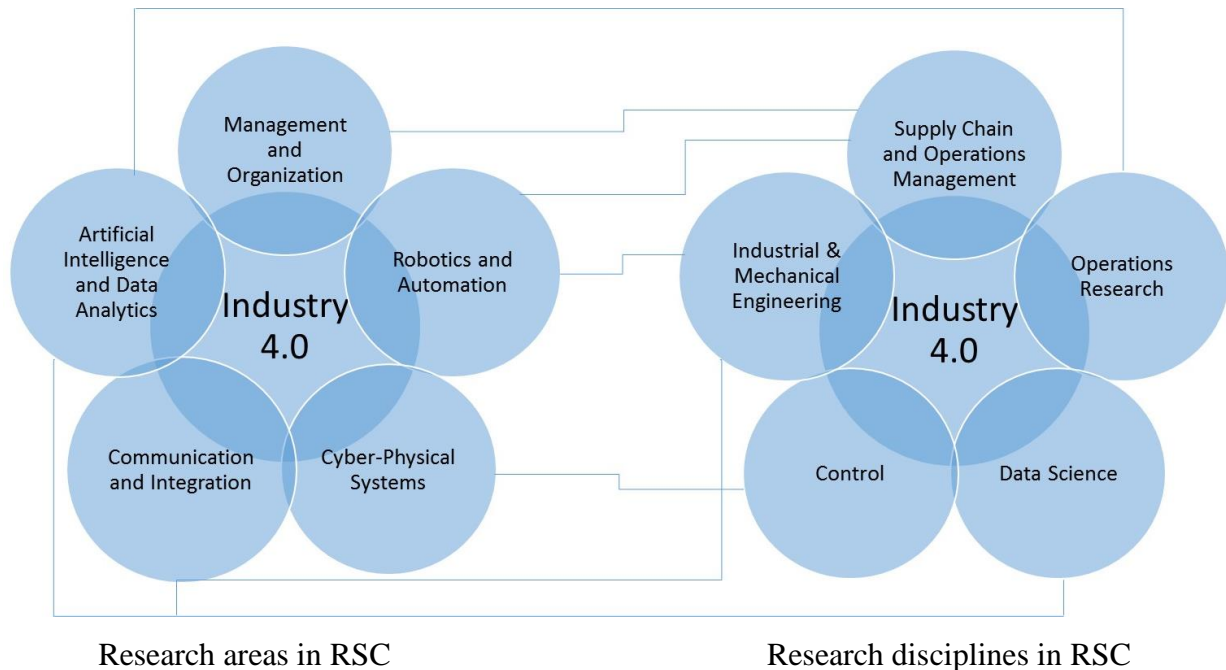 Management
and
Organization
Artificial
Intelligence
and Data
Analytics
Robotics and
Automation
Industry
4.0
Communication
and Integration
Cyber-Physical
Systems
Supply Chain
and Operations
Management
Industrial &
Mechanical
Engineering
Operations
Research
Industry
4.0
Control
Data Science
Research areas in RSC
Research disciplines in RSC